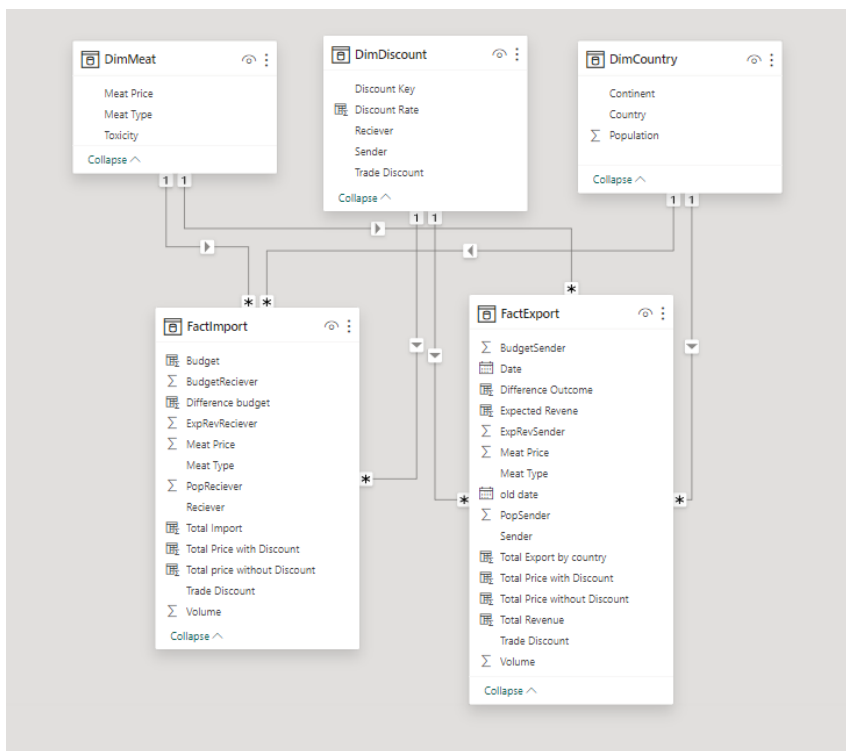 DimMeat
Meat Price
Meat Type
Toxicity
Collapse
DimDiscount
Discount Key
Discount Rate
Reciever
Sender
Trade Discount
Collapse
DimCountry
Continent
Country
Σ Population
Collapse
1 1
1 1
1 1
* *
*
*
*
*
FactImport
Budget
Σ BudgetReciever
Difference budget
Σ ExpRevReciever
Σ Meat Price
Meat Type
Σ PopReciever
Reciever
Total Import
Total Price with Discount
Total price without Discount
Trade Discount
Σ Volume
Collapse
FactExport
Σ BudgetSender
Date
Difference Outcome
Expected Revene
Σ ExpRevSender
Σ Meat Price
Meat Type
old date
Σ PopSender
Sender
Total Export by country
Total Price with Discount
Total Price without Discount
Total Revenue
Trade Discount
Σ Volume
Collapse